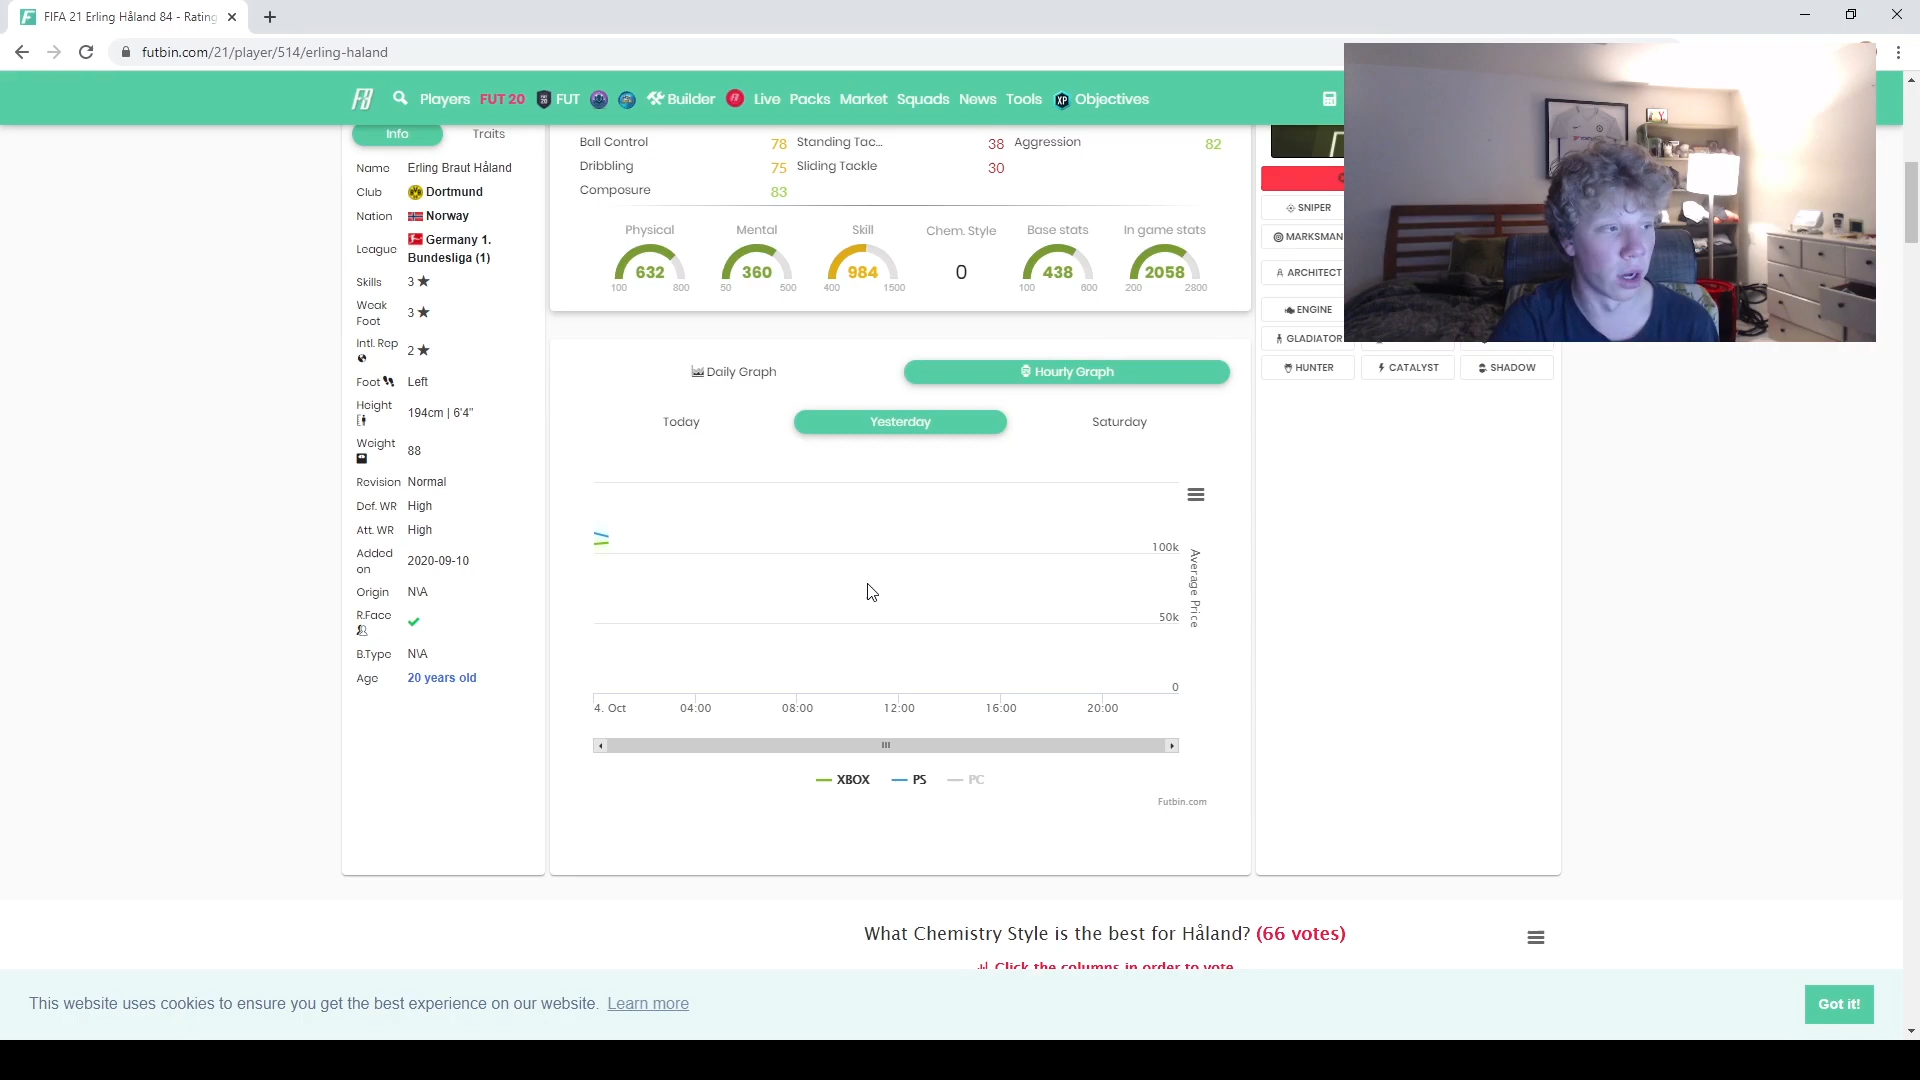 FIFA 21 Erling Håland 84 - Rating
futbin.com/21/player/514/erling-haland
Players FUT 20 FUT Builder Live Packs Market Squads News Tools Objectives
Info Traits
Name Erling Braut Håland
Club Dortmund
Nation Norway
League Germany 1. Bundesliga (1)
Skills 3
Weak Foot 3
Intl. Rep 2
Foot Left
Height 194cm | 6'4"
Weight 88
Revision Normal
Def. WR High
Att. WR High
Added on 2020-09-10
Origin N\A
R.Face
B.Type N\A
Age 20 years old
Ball Control 78 Standing Tac... 38 Aggression 82
Dribbling 75 Sliding Tackle 30
Composure 83
Physical Mental Skill Chem. Style Base stats In game stats
632 360 984 0 438 2058
100 800 50 500 400 1500 100 600 200 2800
Daily Graph Hourly Graph
Today Yesterday Saturday
100k
50k
0
Average Price
4. Oct 04:00 08:00 12:00 16:00 20:00
XBOX PS PC
Futbin.com
SNIPER
MARKSMAN
ARCHITECT
ENGINE
GLADIATOR
HUNTER CATALYST SHADOW
What Chemistry Style is the best for Håland? (66 votes)
Click the columns in order to vote
This website uses cookies to ensure you get the best experience on our website. Learn more
Got it!